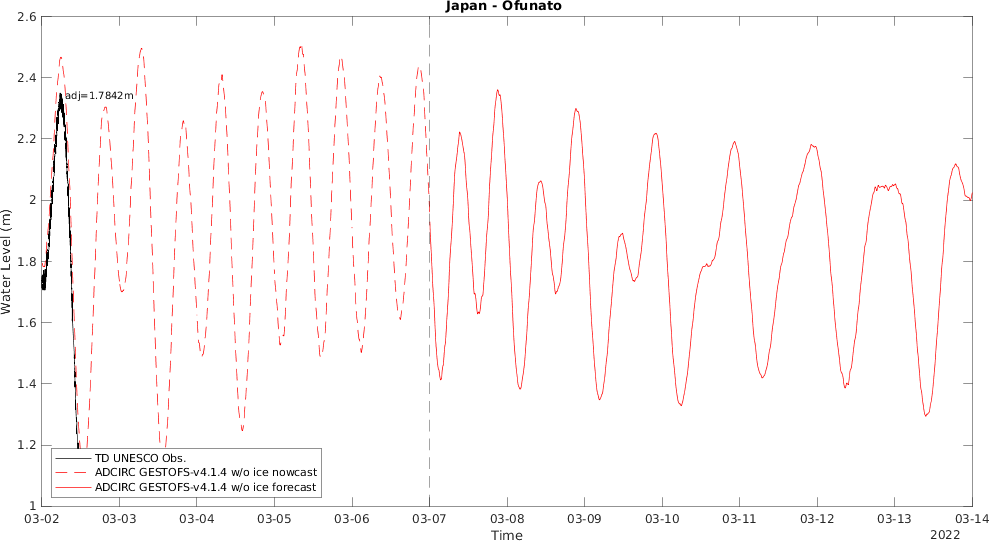 Japan - Ofunato
Water Level (m)
2.6
2.4
2.2
2
1.8
1.6
1.4
1.2
1
adj=1.7842m
TD UNESCO Obs.
ADCIRC GESTOFS-v4.1.4 w/o ice nowcast
ADCIRC GESTOFS-v4.1.4 w/o ice forecast
03-02 03-03 03-04 03-05 03-06 03-07 03-08 03-09 03-10 03-11 03-12 03-13 03-14
Time
2022